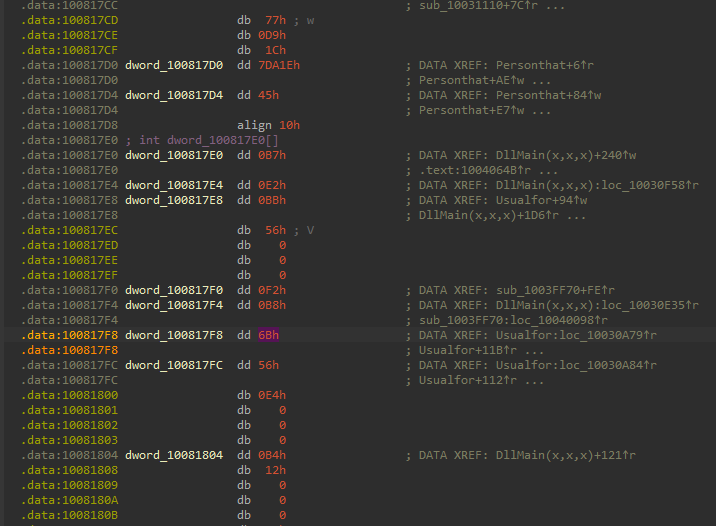 .data:100817CC ; sub_10031110+7C↑r ...
.data:100817CD db 77h ; w
.data:100817CE db 0D9h
.data:100817CF db 1Ch
.data:100817D0 dword_100817D0 dd 7DA1Eh ; DATA XREF: Personthat+6↑r
.data:100817D0 ; Personthat+AE↑w ...
.data:100817D4 dword_100817D4 dd 45h ; DATA XREF: Personthat+84↑w
.data:100817D4 ; Personthat+E7↑w ...
.data:100817D8 align 10h
.data:100817E0 ; int dword_100817E0[]
.data:100817E0 dword_100817E0 dd 0B7h ; DATA XREF: DllMain(x,x,x)+240↑w
.data:100817E0 ; .text:1004064B↑r ...
.data:100817E4 dword_100817E4 dd 0E2h ; DATA XREF: DllMain(x,x,x):loc_10030F58↑r
.data:100817E8 dword_100817E8 dd 0BBh ; DATA XREF: Usualfor+94↑w
.data:100817E8 ; DllMain(x,x,x)+1D6↑r ...
.data:100817EC db 56h ; V
.data:100817ED db 0
.data:100817EE db 0
.data:100817EF db 0
.data:100817F0 dword_100817F0 dd 0F2h ; DATA XREF: sub_1003FF70+FE↑r
.data:100817F4 dword_100817F4 dd 0B8h ; DATA XREF: DllMain(x,x,x):loc_10030E35↑r
.data:100817F4 ; sub_1003FF70:loc_10040098↑r
.data:100817F8 dword_100817F8 dd 6Bh ; DATA XREF: Usualfor:loc_10030A79↑r
.data:100817F8 ; Usualfor+11B↑r ...
.data:100817FC dword_100817FC dd 56h ; DATA XREF: Usualfor:loc_10030A84↑r
.data:100817FC ; Usualfor+112↑r ...
.data:10081800 db 0E4h
.data:10081801 db 0
.data:10081802 db 0
.data:10081803 db 0
.data:10081804 dword_10081804 dd 0B4h ; DATA XREF: DllMain(x,x,x)+121↑r
.data:10081808 db 12h
.data:10081809 db 0
.data:1008180A db 0
.data:1008180B db 0